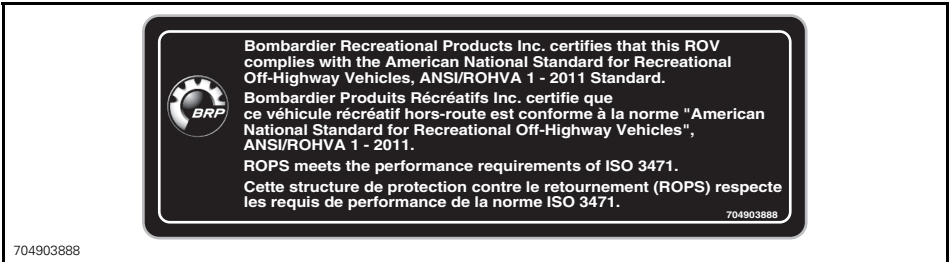 Bombardier Recreational Products Inc. certifies that this ROV
complies with the American National Standard for Recreational
Off-Highway Vehicles, ANSI/ROHVA 1 - 2011 Standard.
Bombardier Produits Récréatifs Inc. certifie que
ce véhicule récréatif hors-route est conforme à la norme "American
National Standard for Recreational Off-Highway Vehicles",
ANSI/ROHVA 1 - 2011.
BRP
ROPS meets the performance requirements of ISO 3471.
Cette structure de protection contre le retournement (ROPS) respecte
les requis de performance de la norme ISO 3471.
704903888
704903888